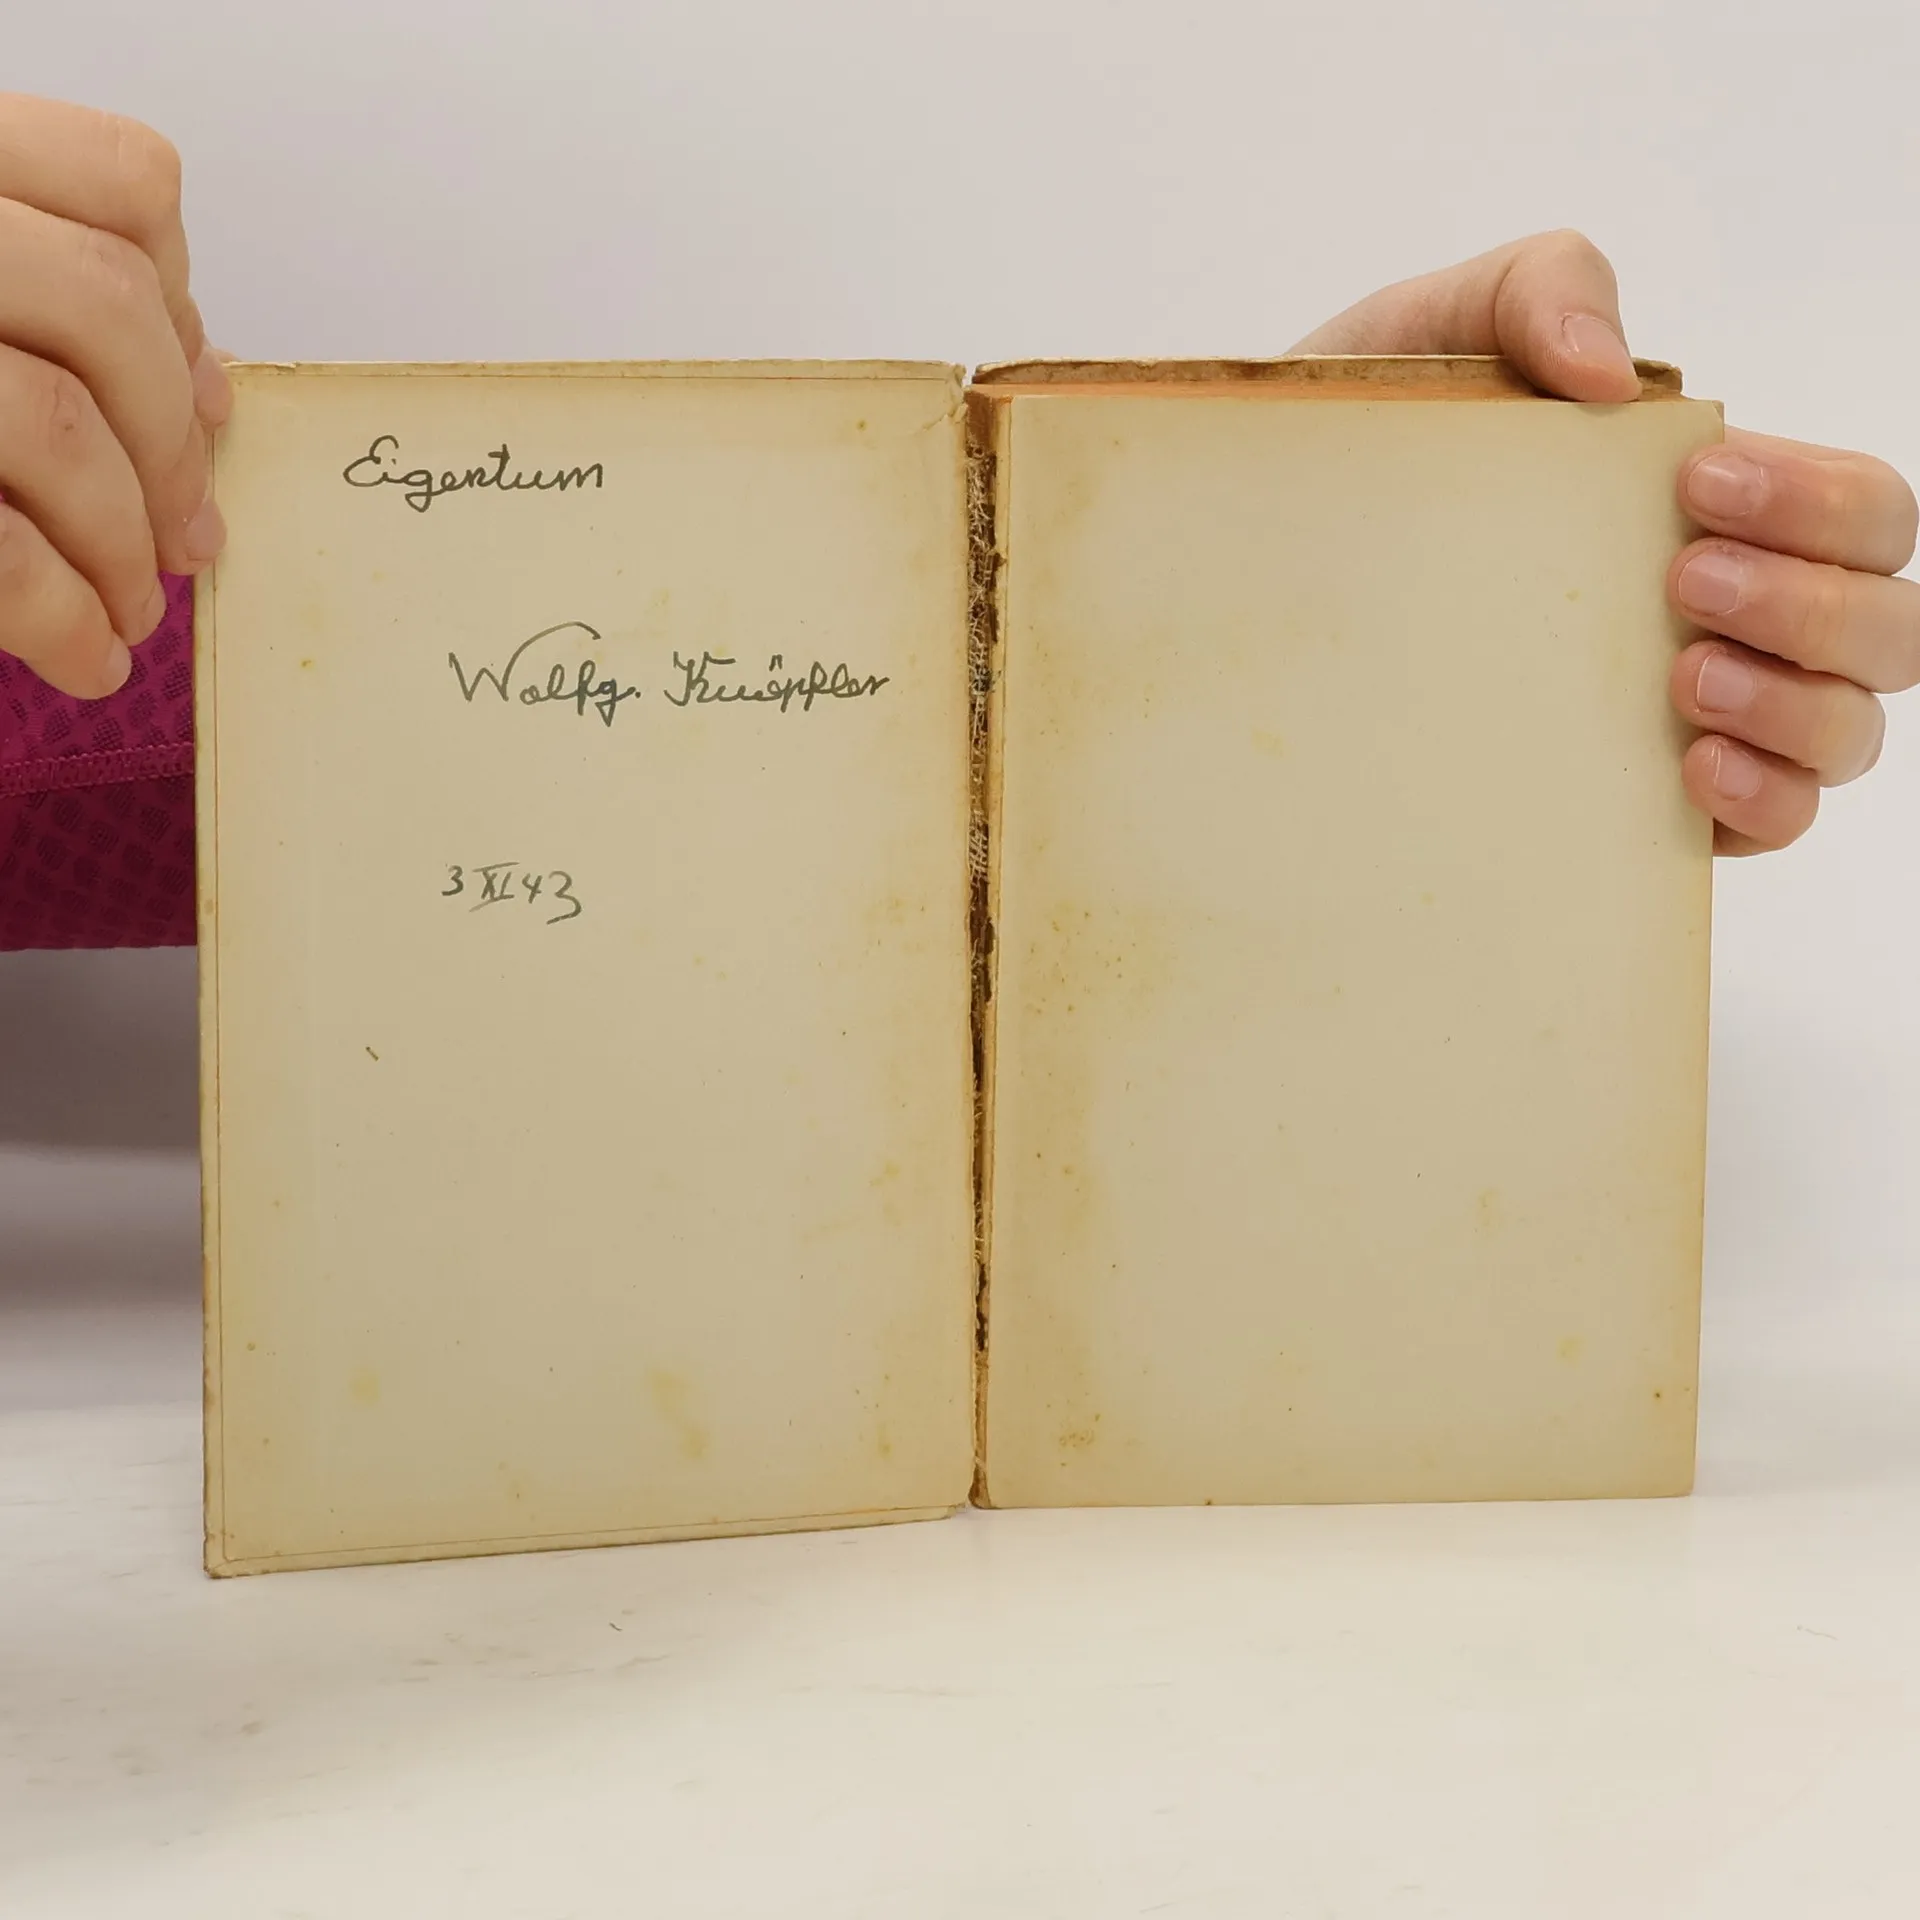 Eigentum
Wolfg. Knöpfler
3 XI 43